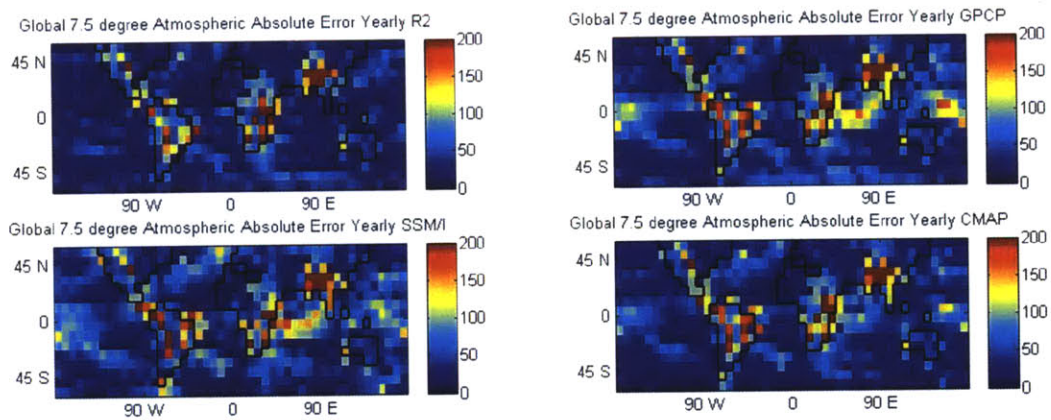 Global 7.5 degree Atmospheric Absolute Error Yearly R2
45 N
0
45 S
90 W 0 90 E
200
150
100
50
0
Global 7.5 degree Atmospheric Absolute Error Yearly GPCP
45 N
0
45 S
90 W 0 90 E
200
150
100
50
0
Global 7.5 degree Atmospheric Absolute Error Yearly SSM/I
45 N
0
45 S
90 W 0 90 E
200
150
100
50
0
Global 7.5 degree Atmospheric Absolute Error Yearly CMAP
45 N
0
45 S
90 W 0 90 E
200
150
100
50
0